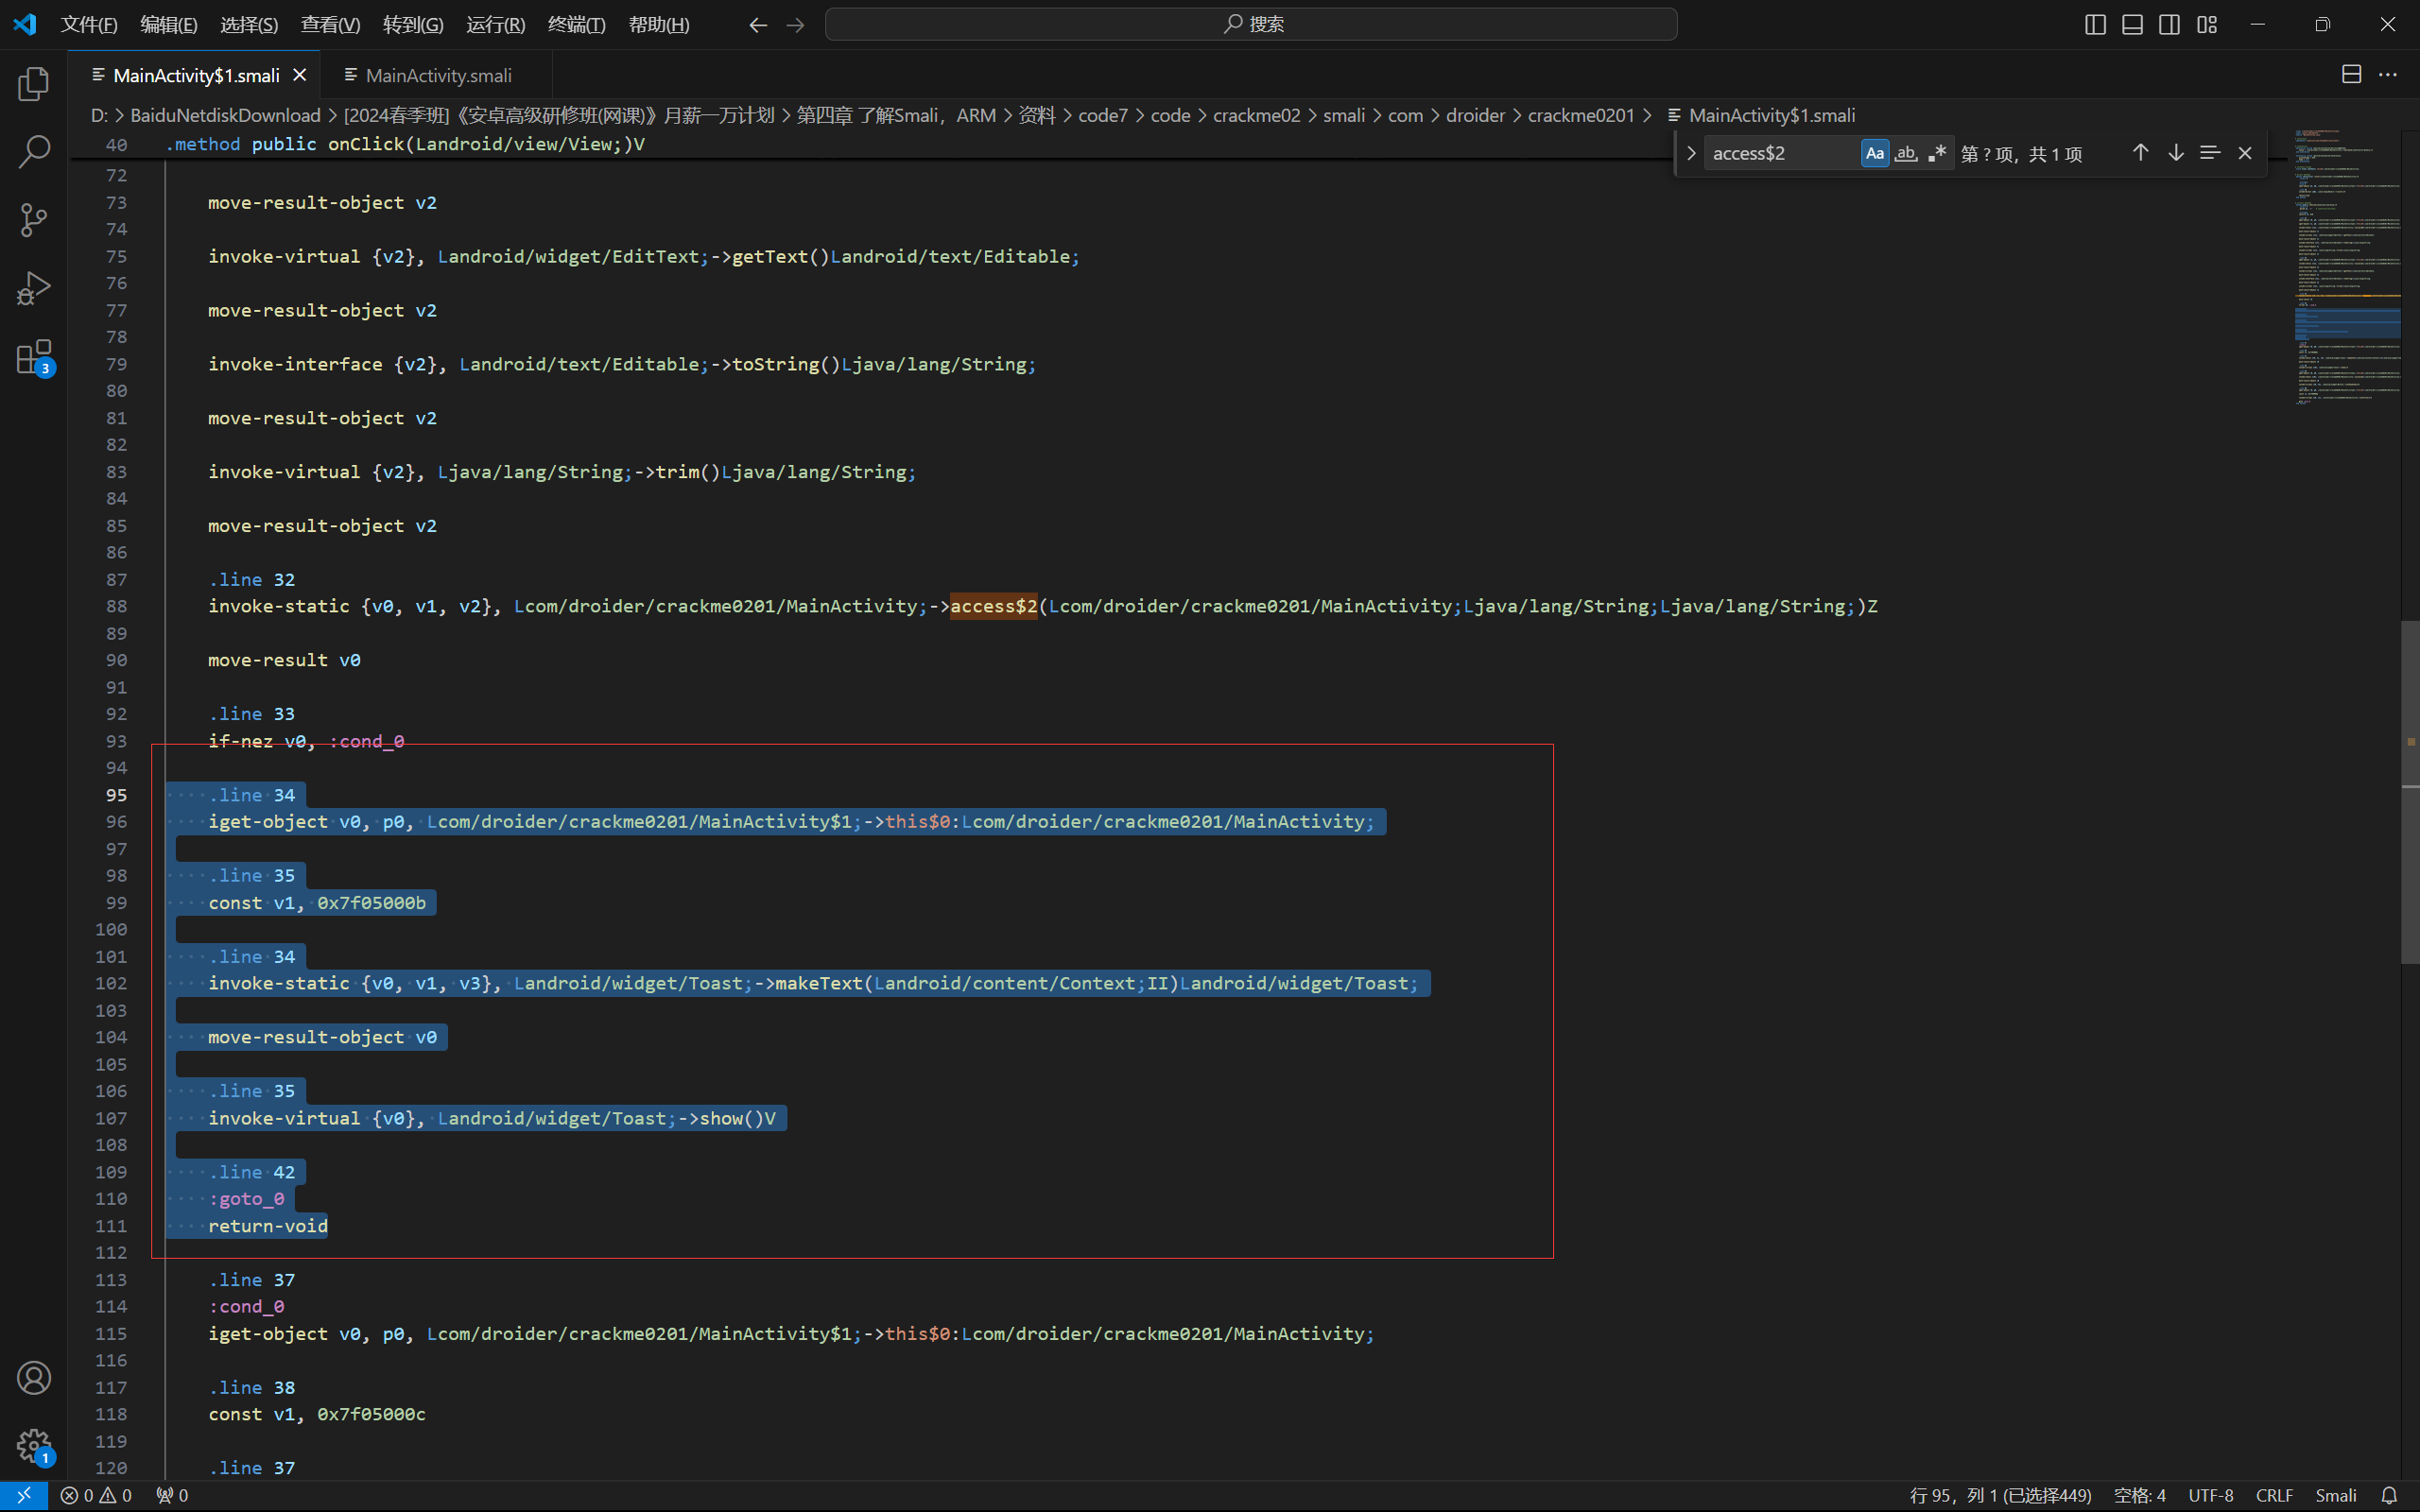 文件(F) 编辑(E) 选择(S) 查看(V) 转到(G) 运行(R) 终端(T) 帮助(H) 搜索
MainActivity$1.smali MainActivity.smali
D: > BaiduNetdiskDownload > [2024春季班]《安卓高级研修班(网课)》月薪一万计划 > 第四章 了解Smali，ARM > 资料 > code7 > code > crackme02 > smali > com > droider > crackme0201 > MainActivity$1.smali
40 .method public onClick(Landroid/view/View;)V
access$2 Aa ab 第 ? 项，共 1 项
72
73 move-result-object v2
74
75 invoke-virtual {v2}, Landroid/widget/EditText;->getText()Landroid/text/Editable;
76
77 move-result-object v2
78
79 invoke-interface {v2}, Landroid/text/Editable;->toString()Ljava/lang/String;
80
81 move-result-object v2
82
83 invoke-virtual {v2}, Ljava/lang/String;->trim()Ljava/lang/String;
84
85 move-result-object v2
86
87 .line 32
88 invoke-static {v0, v1, v2}, Lcom/droider/crackme0201/MainActivity;->access$2(Lcom/droider/crackme0201/MainActivity;Ljava/lang/String;Ljava/lang/String;)Z
89
90 move-result v0
91
92 .line 33
93 if-nez v0, :cond_0
94
95 .line 34
96 iget-object v0, p0, Lcom/droider/crackme0201/MainActivity$1;->this$0:Lcom/droider/crackme0201/MainActivity;
97
98 .line 35
99 const v1, 0x7f05000b
100
101 .line 34
102 invoke-static {v0, v1, v3}, Landroid/widget/Toast;->makeText(Landroid/content/Context;II)Landroid/widget/Toast;
103
104 move-result-object v0
105
106 .line 35
107 invoke-virtual {v0}, Landroid/widget/Toast;->show()V
108
109 .line 42
110 :goto_0
111 return-void
112
113 .line 37
114 :cond_0
115 iget-object v0, p0, Lcom/droider/crackme0201/MainActivity$1;->this$0:Lcom/droider/crackme0201/MainActivity;
116
117 .line 38
118 const v1, 0x7f05000c
119
120 .line 37
3
1
0 0 0 行 95，列 1 (已选择449) 空格: 4 UTF-8 CRLF Smali